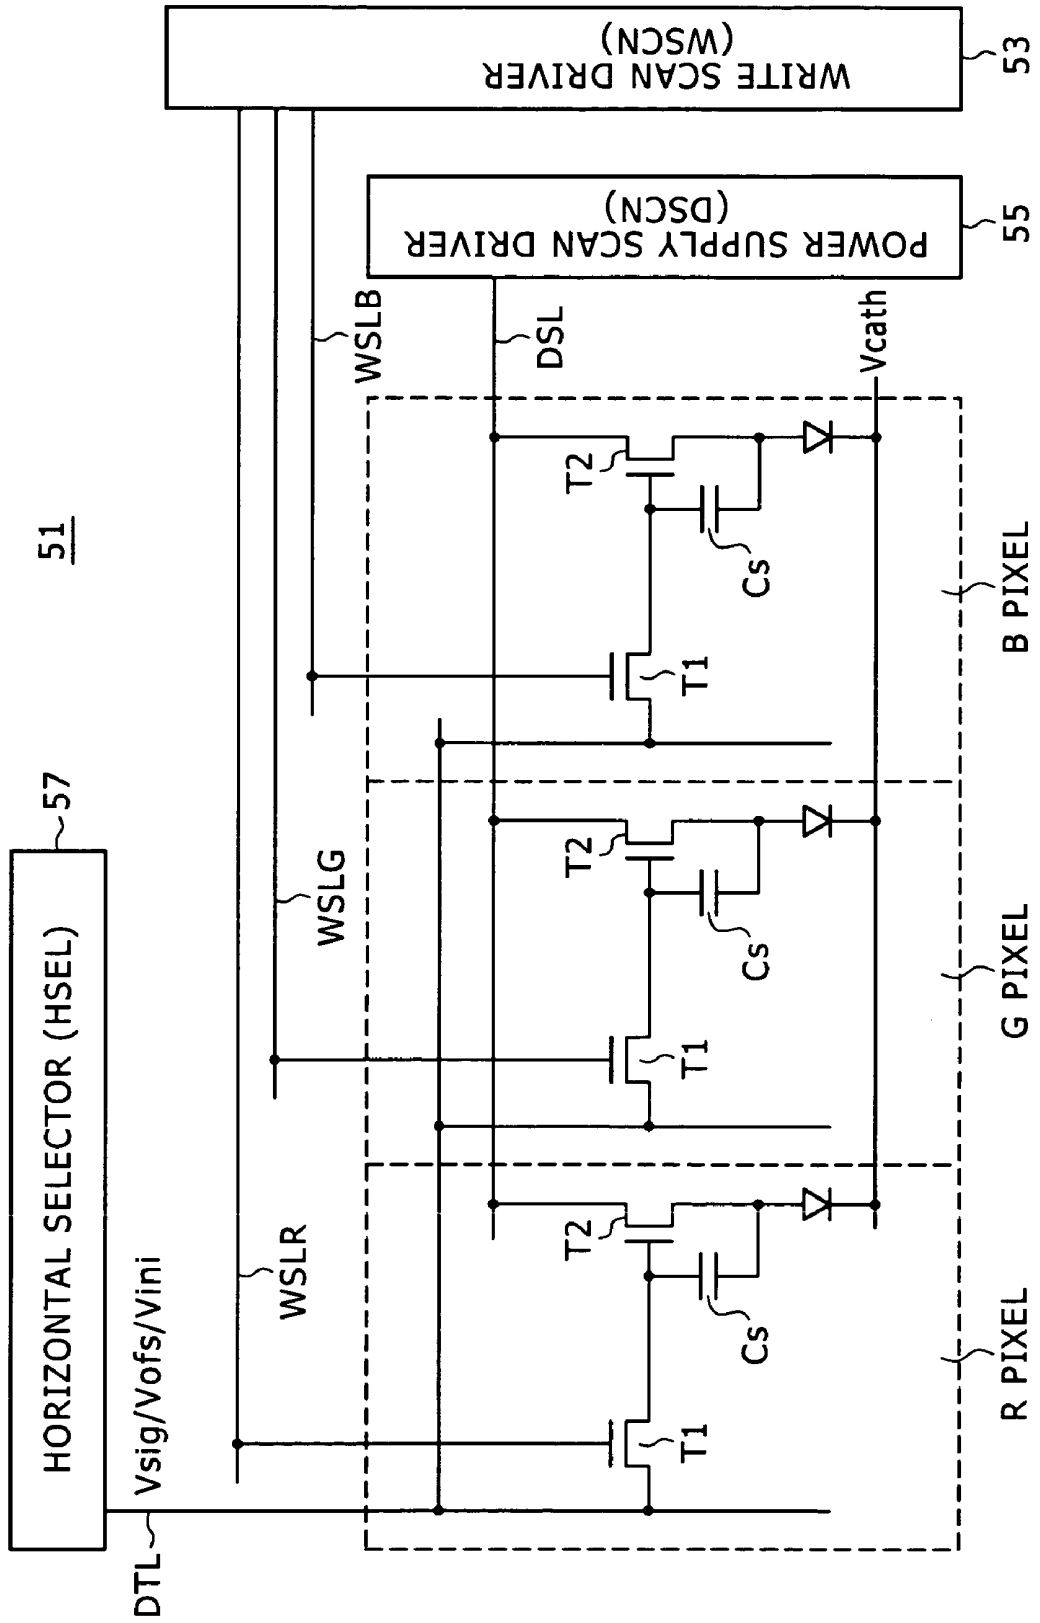 51
HORIZONTAL SELECTOR (HSEL)
57
DTL
Vsig/Vofs/Vini
WSLR
WSLG
WSLB
WRITE SCAN DRIVER
(WSCN)
53
POWER SUPPLY SCAN DRIVER
(DSCN)
55
DSL
Vcath
T1
T2
Cs
R PIXEL
T1
T2
Cs
G PIXEL
T1
T2
Cs
B PIXEL